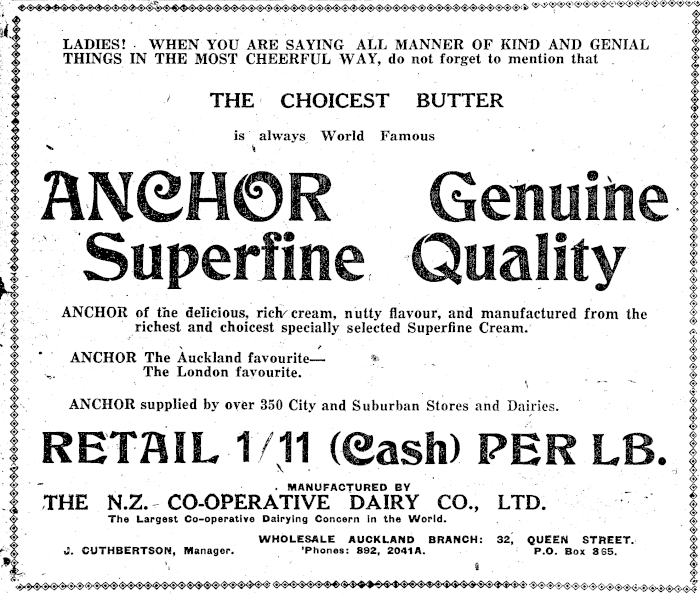 LADIES! WHEN YOU ARE SAYING ALL MANNER OF KIND AND GENIAL
THINGS IN THE MOST CHEERFUL WAY, do not forget to mention that
THE CHOICEST BUTTER
is always World Famous
ANCHOR Genuine
Superfine Quality
ANCHOR of the delicious, rich cream, nutty flavour, and manufactured from the
richest and choicest specially selected Superfine Cream.
ANCHOR The Auckland favourite—
The London favourite.
ANCHOR supplied by over 350 City and Suburban Stores and Dairies.
RETAIL 1/11 (Cash) PER LB.
MANUFACTURED BY
THE N.Z. CO-OPERATIVE DAIRY CO., LTD.
The Largest Co-operative Dairying Concern in the World.
WHOLESALE AUCKLAND BRANCH: 32, QUEEN STREET.
J. CUTHBERTSON, Manager. 'Phones: 892, 2041A. P.O. Box 865.